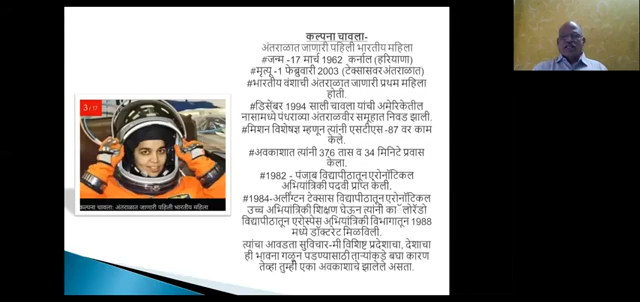 कल्पना चावला-
अंतराळात जाणारी पहिली भारतीय महिला
#जन्म -17 मार्च 1962 कर्नाल (हरियाणा)
#मृत्यू -1 फेब्रुवारी 2003 (टेक्सासवर अंतराळात)
#भारतीय वंशाची अंतराळात जाणारी प्रथम महिला
होती.
#डिसेंबर 1994 साली चावला यांची अमेरिकेतील
नासामध्ये पंधराव्या अंतराळवीर समूहात निवड झाली.
#मिशन विशेषज्ञ म्हणून त्यांनी एसटीएस -87 वर काम
केले.
#अवकाशात त्यांनी 376 तास व 34 मिनिटे प्रवास
केला.
#1982 - पंजाब विद्यापीठातून एरोनॉटिकल
अभियांत्रिकी पदवी प्राप्त केली.
#1984-अर्लींग्टन टेक्सास विद्यापीठातून एरोनॉटिकल
उच्च अभियांत्रिकी शिक्षण घेऊन त्यांनी कॉलोरॅडो
विद्यापीठातून एरोस्पेस अभियांत्रिकी विभागातून 1988
मध्ये डॉक्टरेट मिळविली.
त्यांचा आवडता सुविचार-मी विशिष्ट प्रदेशाचा, देशाचा
ही भावना गळून पडण्यासाठी ताऱ्यांकडे बघा कारण
तेव्हा तुम्ही एका अवकाशाचे झालेले असता.
3 / 17
कल्पना चावला: अंतराळात जाणारी पहिली भारतीय महिला